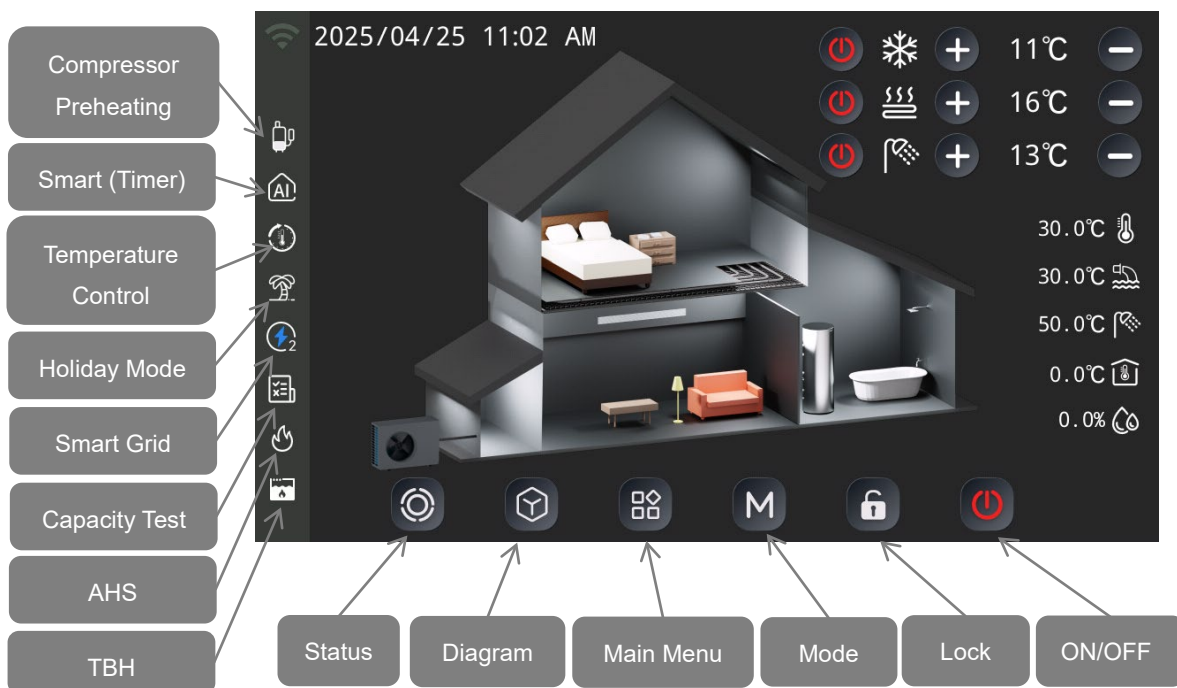 2025/04/25 11:02 AM
11℃
16℃
13℃
30.0℃
30.0℃
50.0℃
0.0℃
0.0%
Compressor
Preheating
Smart (Timer)
Temperature
Control
Holiday Mode
Smart Grid
Capacity Test
AHS
TBH
AI
2
M
Status
Diagram
Main Menu
Mode
Lock
ON/OFF